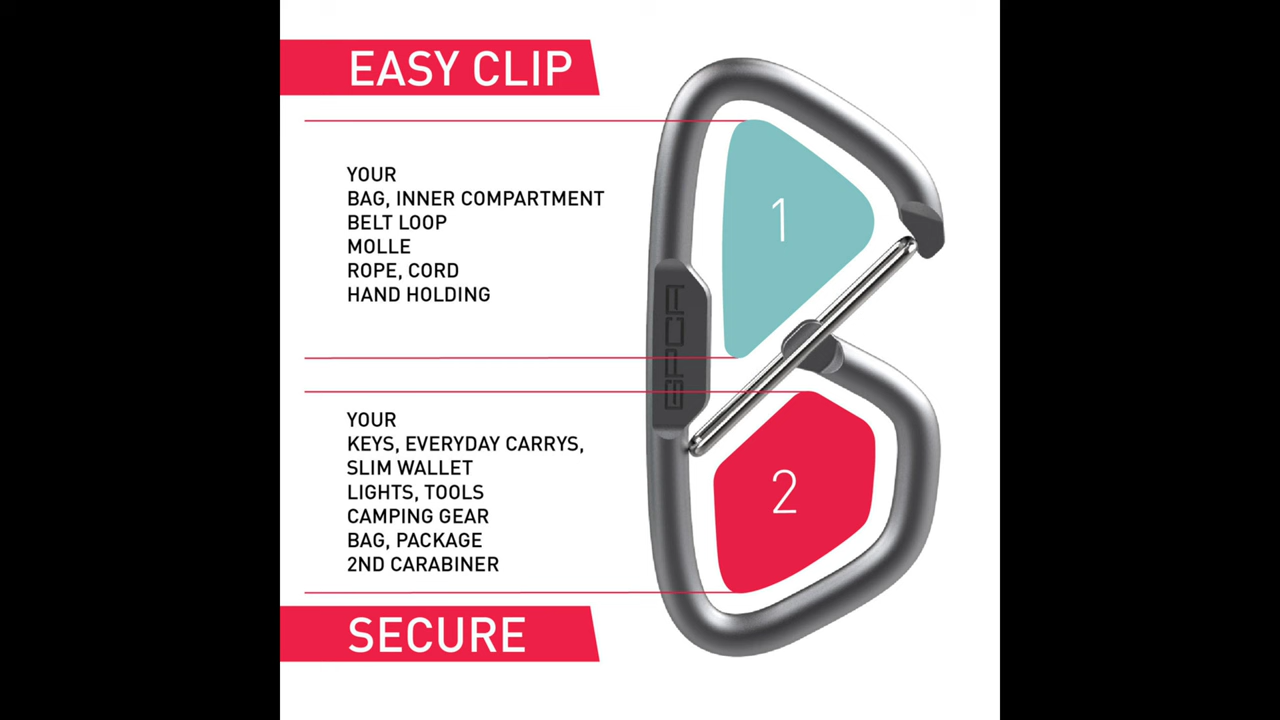 EASY CLIP
YOUR
BAG, INNER COMPARTMENT
BELT LOOP
MOLLE
ROPE, CORD
HAND HOLDING
1
GPCA
YOUR
KEYS, EVERYDAY CARRYS,
SLIM WALLET
LIGHTS, TOOLS
CAMPING GEAR
BAG, PACKAGE
2ND CARABINER
2
SECURE